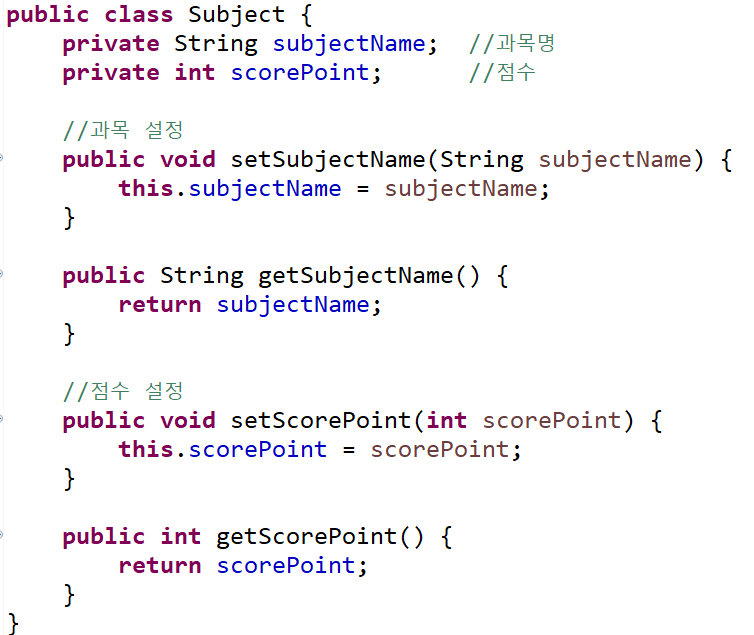 public class Subject {
    private String subjectName;  //과목명
    private int scorePoint;      //점수

    //과목 설정
    public void setSubjectName(String subjectName) {
        this.subjectName = subjectName;
    }

    public String getSubjectName() {
        return subjectName;
    }

    //점수 설정
    public void setScorePoint(int scorePoint) {
        this.scorePoint = scorePoint;
    }

    public int getScorePoint() {
        return scorePoint;
    }
}